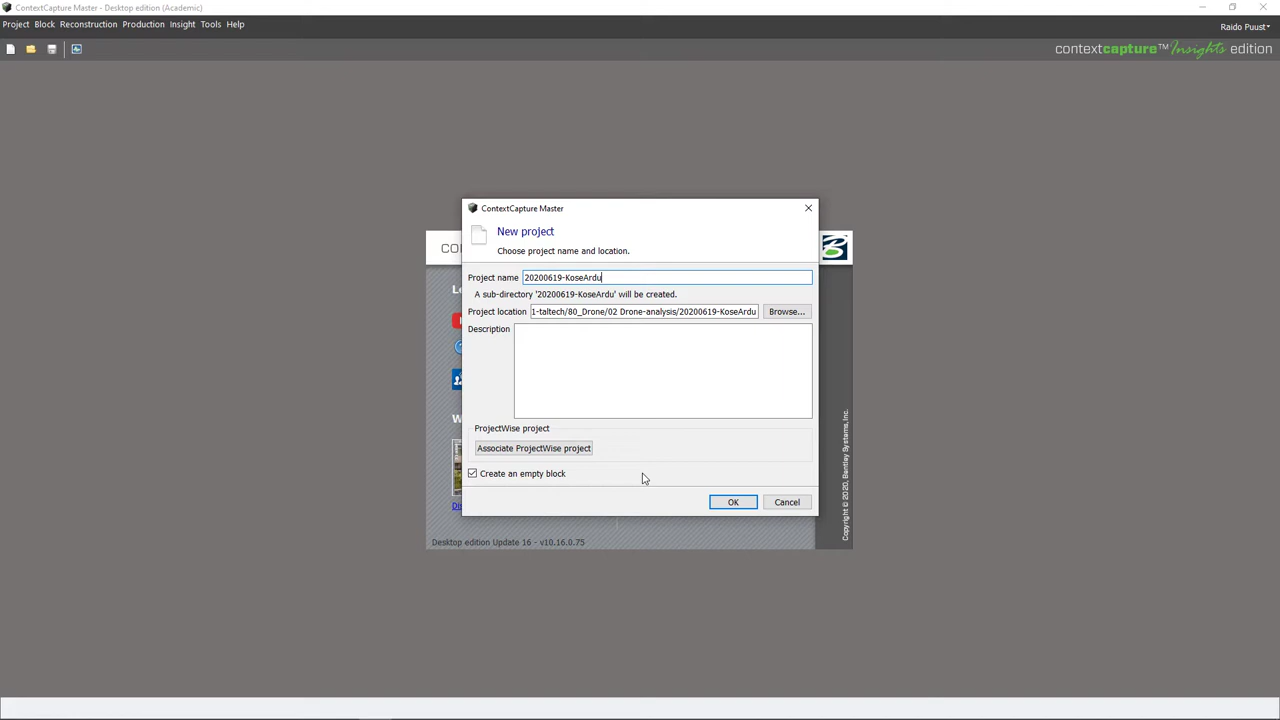 ContextCapture Master - Desktop edition (Academic)
Project Block Reconstruction Production Insight Tools Help
Raido Puust
contextcapture™ Insights edition
ContextCapture Master
New project
Choose project name and location.
Project name 20200619-KoseArdu
A sub-directory '20200619-KoseArdu' will be created.
Project location 1-taltech/80_Drone/02 Drone-analysis/20200619-KoseArdu Browse...
Description
ProjectWise project
Associate ProjectWise project
Create an empty block
OK Cancel
Desktop edition Update 16 - v10.16.0.75
Copyright © 2020, Bentley Systems, Inc.